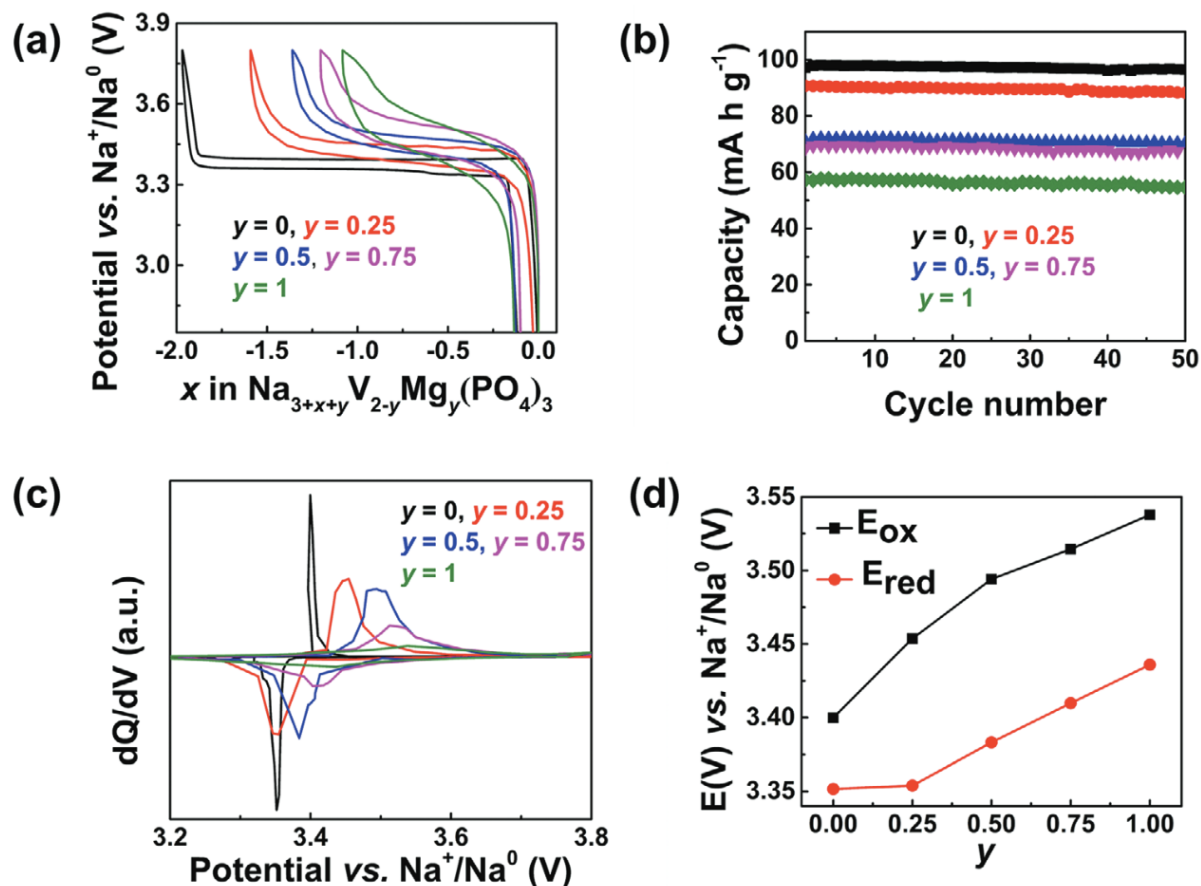 (a)
Potential vs. Na⁺/Na⁰ (V)
3.9
3.6
3.3
3.0
y = 0, y = 0.25
y = 0.5, y = 0.75
y = 1
-2.0 -1.5 -1.0 -0.5 0.0
x in Na₃₊ₓ₊ᵧV₂₋ᵧMgᵧ(PO₄)₃
(b)
Capacity (mA h g⁻¹)
100
80
60
40
20
0
y = 0, y = 0.25
y = 0.5, y = 0.75
y = 1
10 20 30 40 50
Cycle number
(c)
dQ/dV (a.u.)
y = 0, y = 0.25
y = 0.5, y = 0.75
y = 1
3.2 3.4 3.6 3.8
Potential vs. Na⁺/Na⁰ (V)
(d)
E(V) vs. Na⁺/Na⁰ (V)
3.55
3.50
3.45
3.40
3.35
E_ox
E_red
0.00 0.25 0.50 0.75 1.00
y